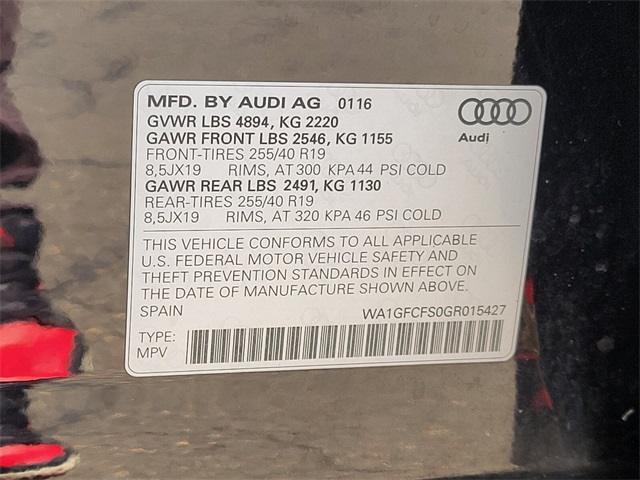 MFD. BY AUDI AG 0116
GVWR LBS 4894, KG 2220
GAWR FRONT LBS 2546, KG 1155
FRONT-TIRES 255/40 R19
8,5JX19 RIMS, AT 300 KPA 44 PSI COLD
GAWR REAR LBS 2491, KG 1130
REAR-TIRES 255/40 R19
8,5JX19 RIMS, AT 320 KPA 46 PSI COLD
Audi
THIS VEHICLE CONFORMS TO ALL APPLICABLE
U.S. FEDERAL MOTOR VEHICLE SAFETY AND
THEFT PREVENTION STANDARDS IN EFFECT ON
THE DATE OF MANUFACTURE SHOWN ABOVE.
SPAIN WA1GFCFS0GR015427
TYPE:
MPV